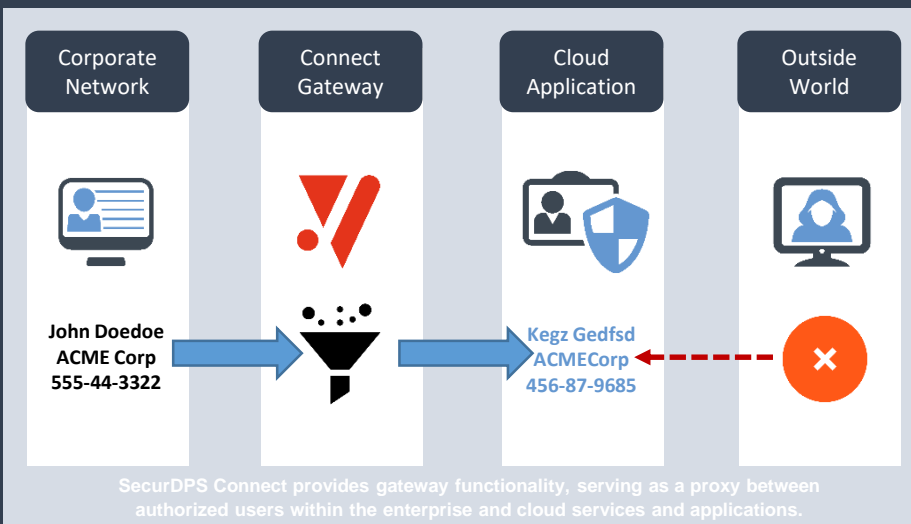 Corporate
Network
Connect
Gateway
Cloud
Application
Outside
World
John Doedoe
ACME Corp
555-44-3322
Kegz Gedfsd
ACMECorp
456-87-9685
SecurDPS Connect provides gateway functionality, serving as a proxy between
authorized users within the enterprise and cloud services and applications.